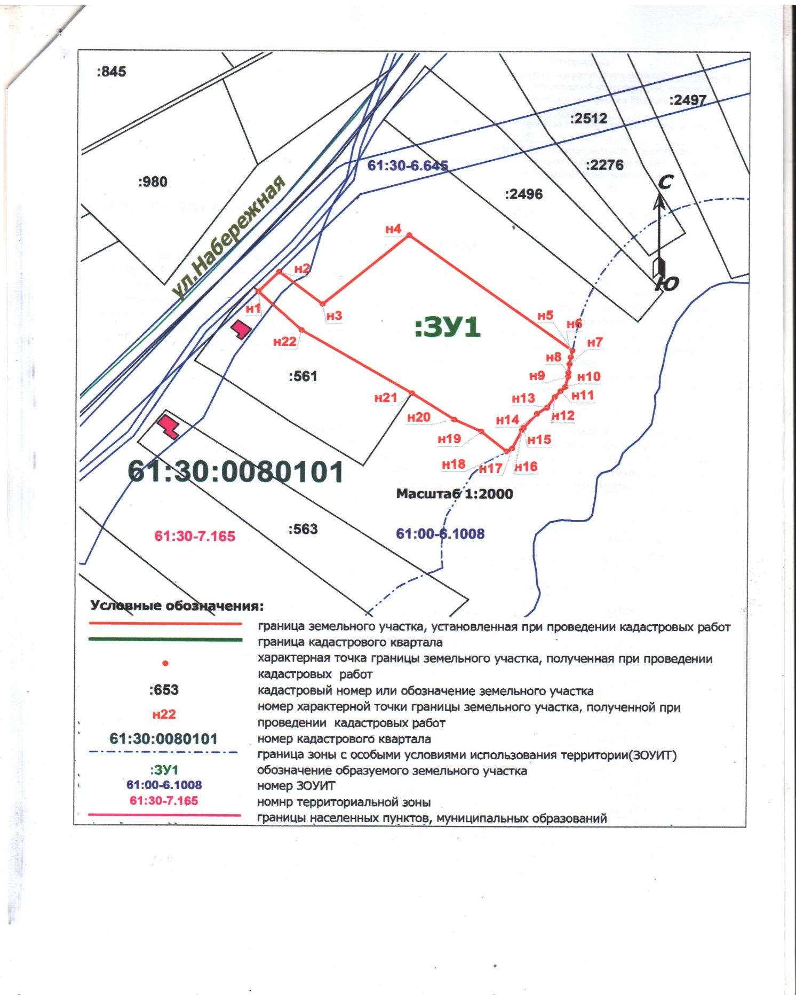 :845
:2497
:2512
61:30-6.645
:2276
:980
С
:2496
ул.Набережная
н4
н2
Ю
н1
н3
н5
н6
:ЗУ1
н22
н7
н8
:561
н9
н10
н21
н13
н11
н20
н14
н12
н19
н15
61:30:0080101
н18
н17
н16
Масштаб 1:2000
:563
61:30-7.165
61:00-6.1008
Условные обозначения:
граница земельного участка, установленная при проведении кадастровых работ
граница кадастрового квартала
характерная точка границы земельного участка, полученная при проведении
кадастровых работ
:653
кадастровый номер или обозначение земельного участка
н22
номер характерной точки границы земельного участка, полученной при
проведении кадастровых работ
61:30:0080101
номер кадастрового квартала
граница зоны с особыми условиями использования территории(ЗОУИТ)
:ЗУ1
обозначение образуемого земельного участка
61:00-6.1008
номер ЗОУИТ
61:30-7.165
номнр территориальной зоны
границы населенных пунктов, муниципальных образований